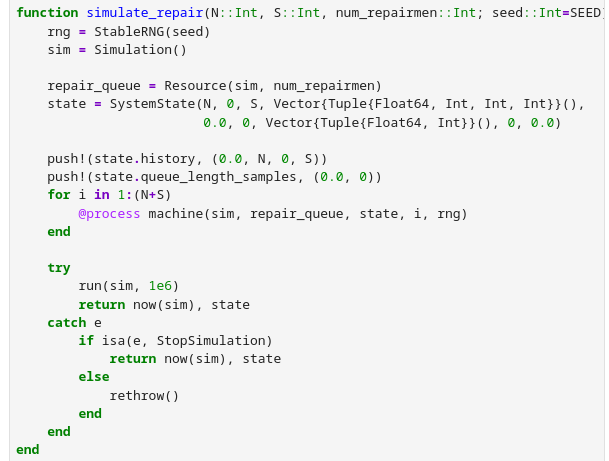 function simulate_repair(N::Int, S::Int, num_repairmen::Int; seed::Int=SEED)
    rng = StableRNG(seed)
    sim = Simulation()

    repair_queue = Resource(sim, num_repairmen)
    state = SystemState(N, 0, S, Vector{Tuple{Float64, Int, Int, Int}}(),
                        0.0, 0, Vector{Tuple{Float64, Int}}(), 0, 0.0)

    push!(state.history, (0.0, N, 0, S))
    push!(state.queue_length_samples, (0.0, 0))
    for i in 1:(N+S)
        @process machine(sim, repair_queue, state, i, rng)
    end

    try
        run(sim, 1e6)
        return now(sim), state
    catch e
        if isa(e, StopSimulation)
            return now(sim), state
        else
            rethrow()
        end
    end
end